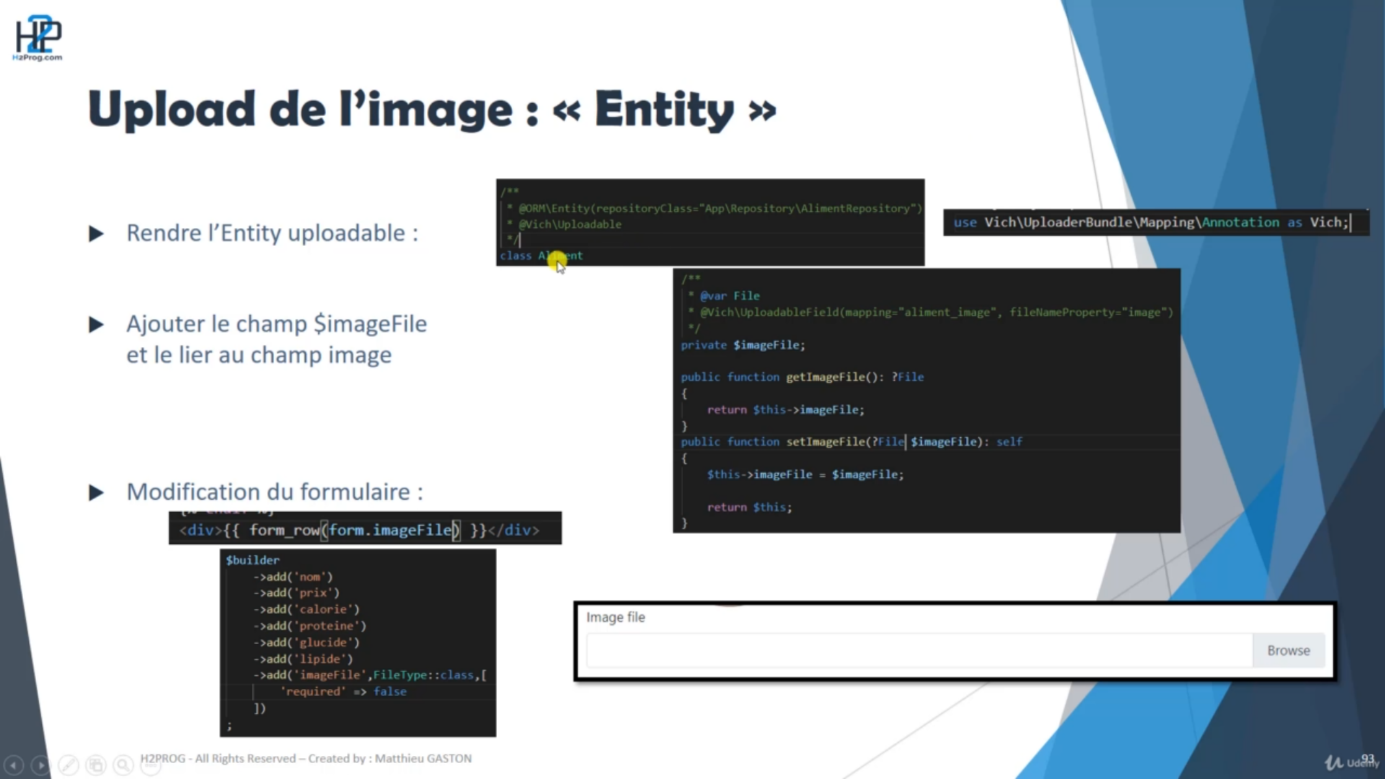 H2P
H2Prog.com
Upload de l’image : « Entity »
Rendre l’Entity uploadable :
/**
* @ORM\Entity(repositoryClass="App\Repository\AlimentRepository")
* @Vich\Uploadable
*/
class Aliment
use Vich\UploaderBundle\Mapping\Annotation as Vich;
Ajouter le champ $imageFile
et le lier au champ image
/**
* @var File
* @Vich\UploadableField(mapping="aliment_image", fileNameProperty="image")
*/
private $imageFile;
public function getImageFile(): ?File
{
return $this->imageFile;
}
public function setImageFile(?File $imageFile): self
{
$this->imageFile = $imageFile;
return $this;
}
Modification du formulaire :
<div>{{ form_row(form.imageFile) }}</div>
$builder
->add('nom')
->add('prix')
->add('calorie')
->add('proteine')
->add('glucide')
->add('lipide')
->add('imageFile',FileType::class,[
'required' => false
])
;
Image file
Browse
H2PROG - All Rights Reserved – Created by : Matthieu GASTON
93
Udemy